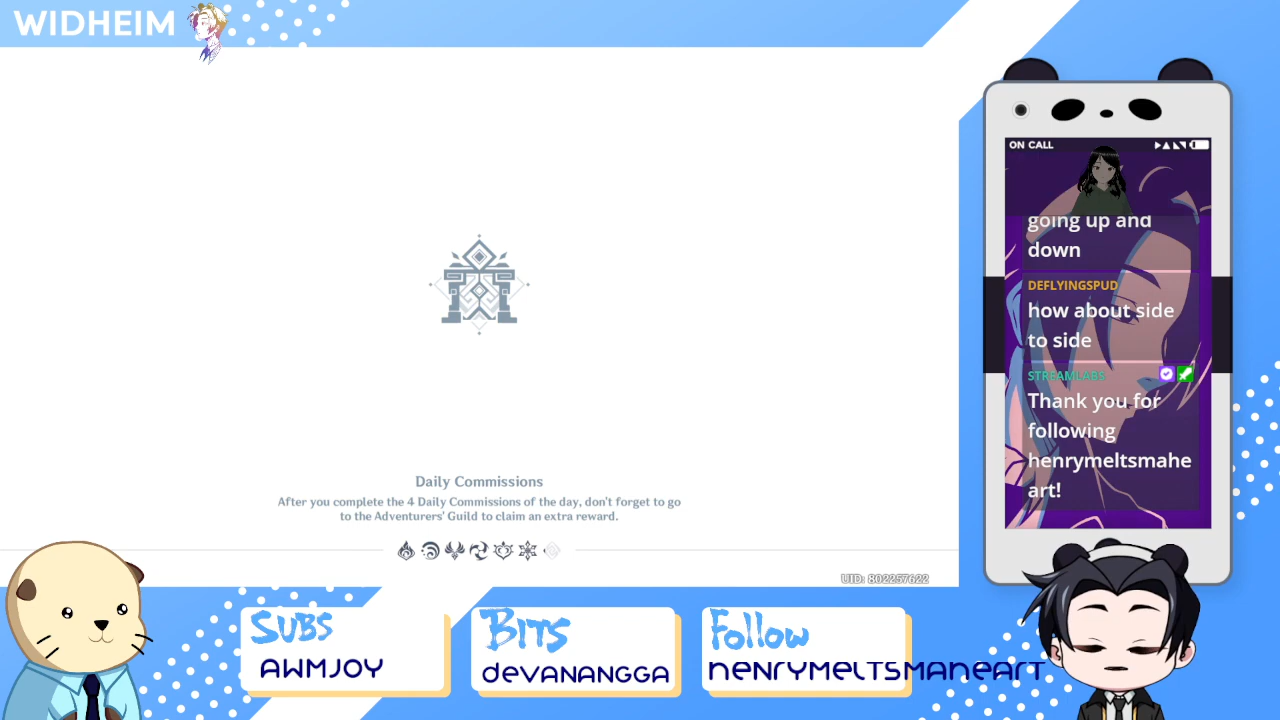 WIDHEIM
ON CALL
going up and
down
DEFLYINGSPUD
how about side
to side
STREAMLABS
Thank you for
following
henrymeltsmahe
art!
Daily Commissions
After you complete the 4 Daily Commissions of the day, don't forget to go
to the Adventurers' Guild to claim an extra reward.
UID: 802257622
SUBS
AWMJOY
BITS
DEVANANGGA
Follow
HENRYMELTSMAHEART